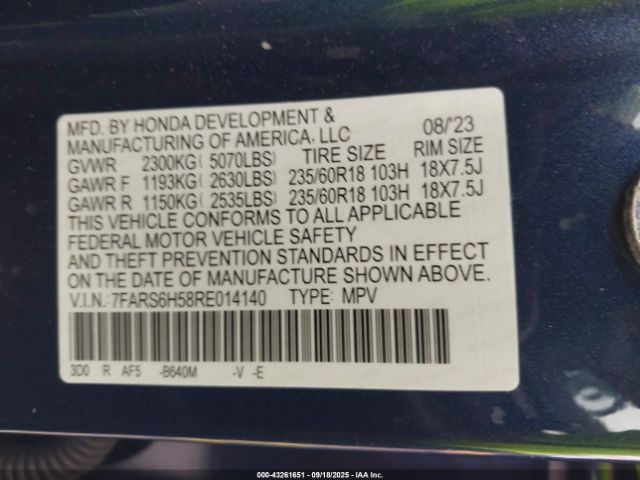 MFD. BY HONDA DEVELOPMENT &
MANUFACTURING OF AMERICA, LLC 08/'23
GVWR 2300KG( 5070LBS) TIRE SIZE RIM SIZE
GAWR F 1193KG( 2630LBS) 235/60R18 103H 18X7.5J
GAWR R 1150KG( 2535LBS) 235/60R18 103H 18X7.5J
THIS VEHICLE CONFORMS TO ALL APPLICABLE
FEDERAL MOTOR VEHICLE SAFETY
AND THEFT PREVENTION STANDARDS IN EFFECT
ON THE DATE OF MANUFACTURE SHOWN ABOVE.
V.I.N.:7FARS6H58RE014140 TYPE: MPV
3D0 R AF5 -B640M -V -E
000-43261651 - 09/18/2025 - IAA Inc.